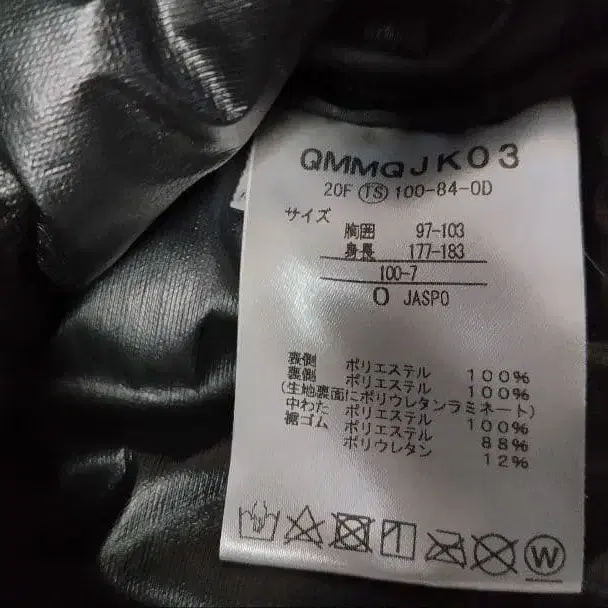 QMMQJK03
20F TS 100-84-0D
サイズ
胸囲 97-103
身長 177-183
100-7
O JASPO
表側 ポリエステル 100%
裏側 ポリエステル 100%
(生地裏面にポリウレタンラミネート)
中わた ポリエステル 100%
裾ゴム ポリエステル 88%
ポリウレタン 12%
W